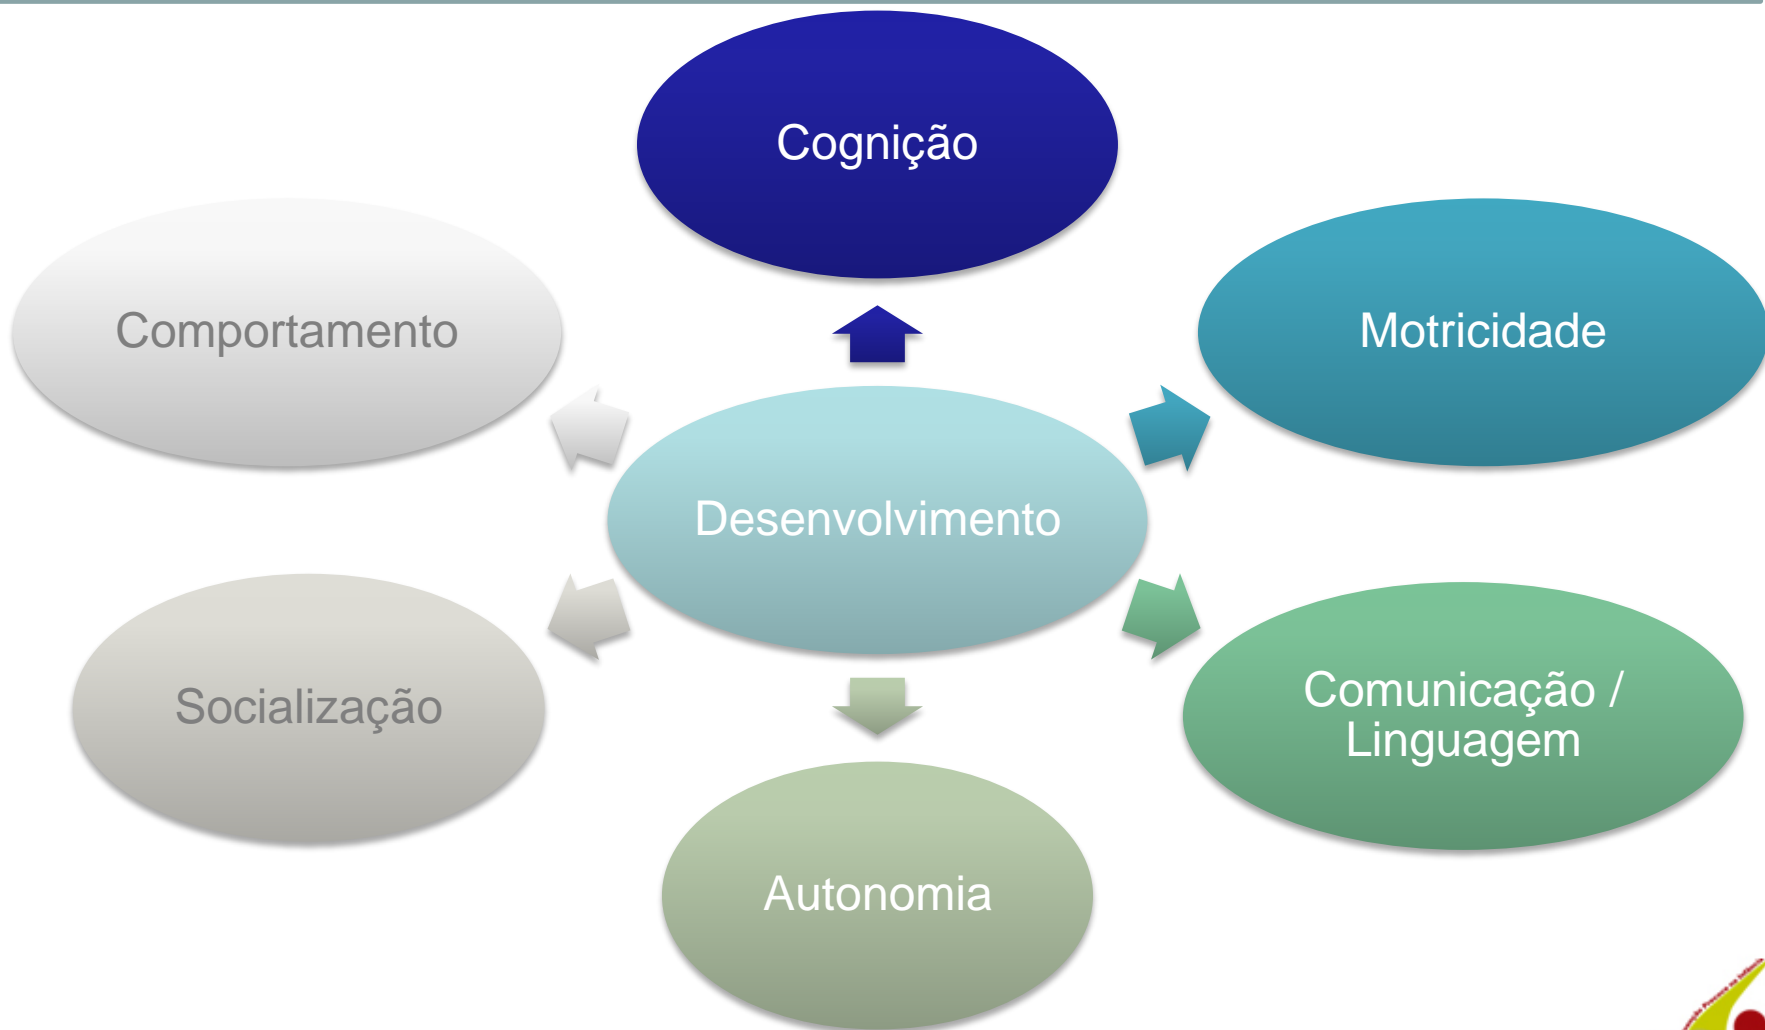 Cognição
Comportamento
Motricidade
Desenvolvimento
Socialização
Comunicação /
Linguagem
Autonomia